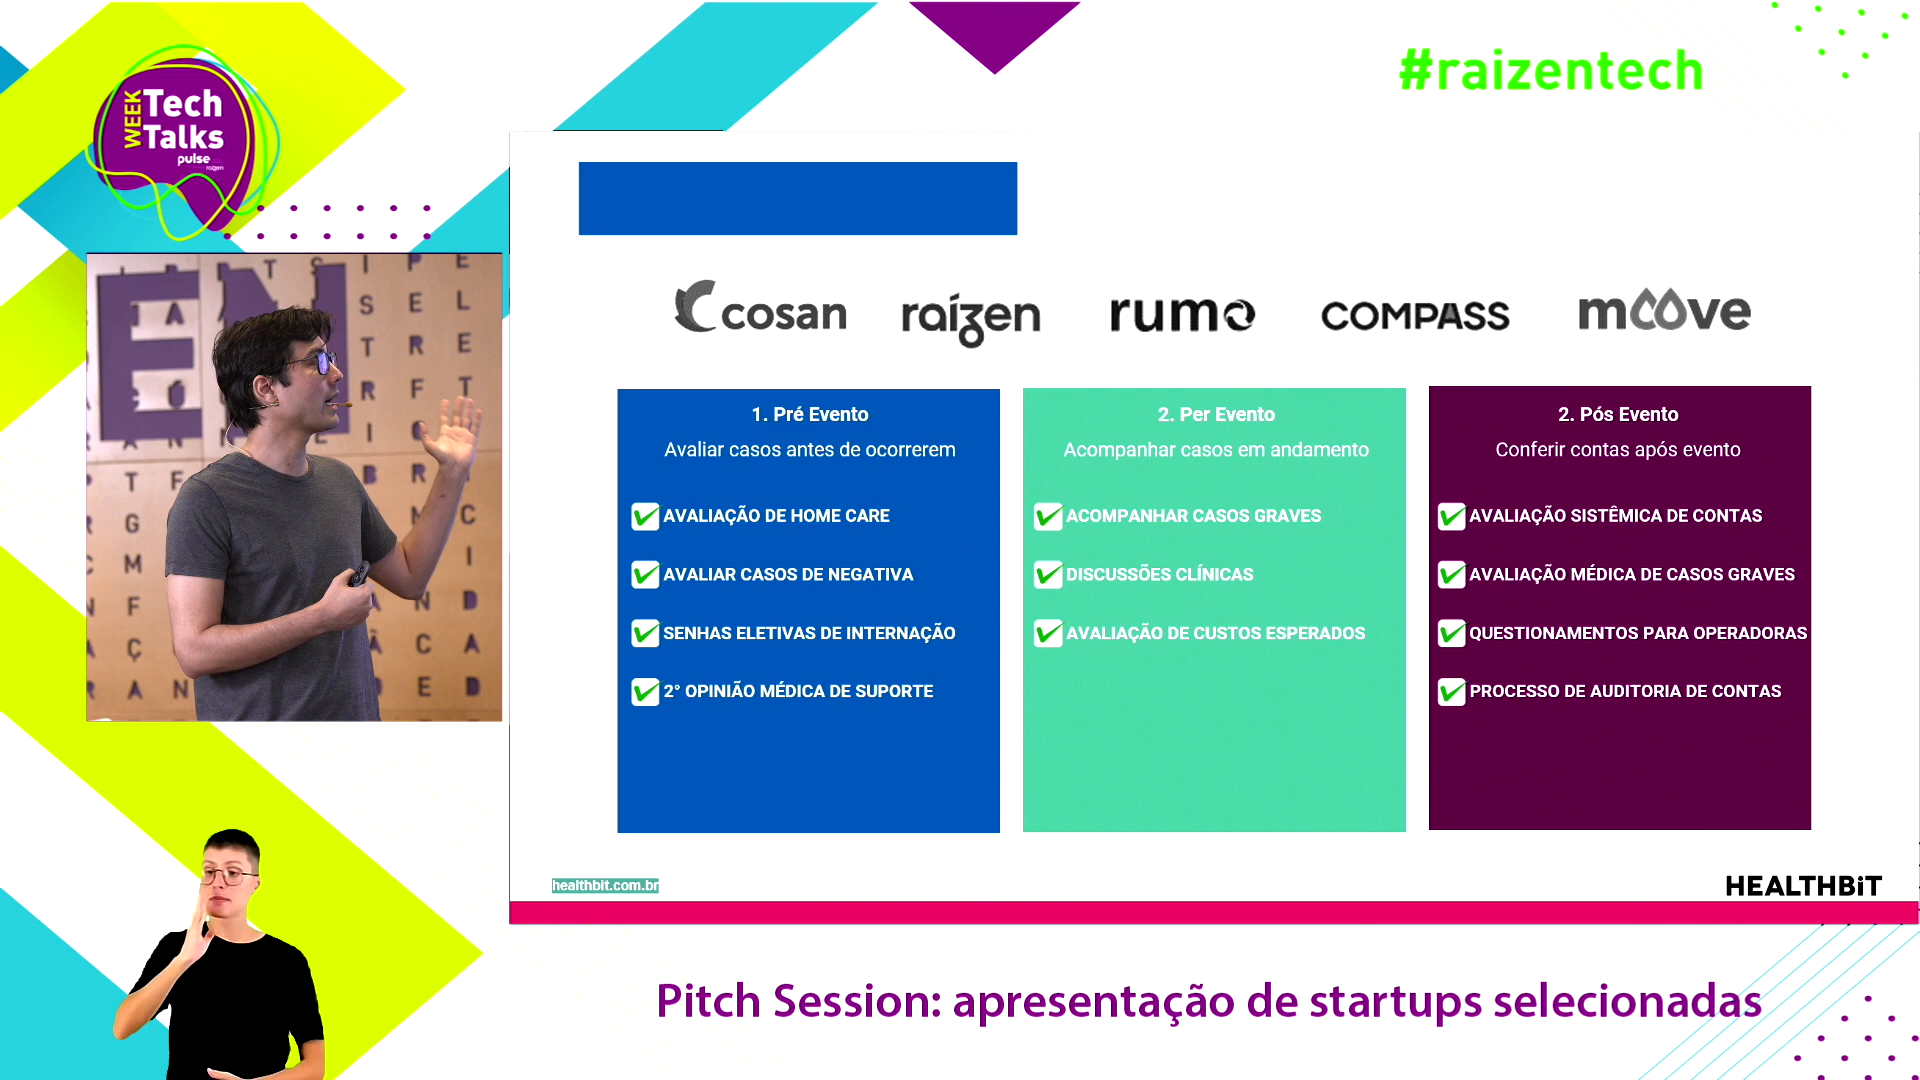 WEEK
Tech
Talks
pulse
raízen
#raizentech
cosan
raízen
rumo
COMPASS
moove
1. Pré Evento
Avaliar casos antes de ocorrerem
AVALIAÇÃO DE HOME CARE
AVALIAR CASOS DE NEGATIVA
SENHAS ELETIVAS DE INTERNAÇÃO
2° OPINIÃO MÉDICA DE SUPORTE
2. Per Evento
Acompanhar casos em andamento
ACOMPANHAR CASOS GRAVES
DISCUSSÕES CLÍNICAS
AVALIAÇÃO DE CUSTOS ESPERADOS
2. Pós Evento
Conferir contas após evento
AVALIAÇÃO SISTÊMICA DE CONTAS
AVALIAÇÃO MÉDICA DE CASOS GRAVES
QUESTIONAMENTOS PARA OPERADORAS
PROCESSO DE AUDITORIA DE CONTAS
healthbit.com.br
HEALTHBiT
Pitch Session: apresentação de startups selecionadas